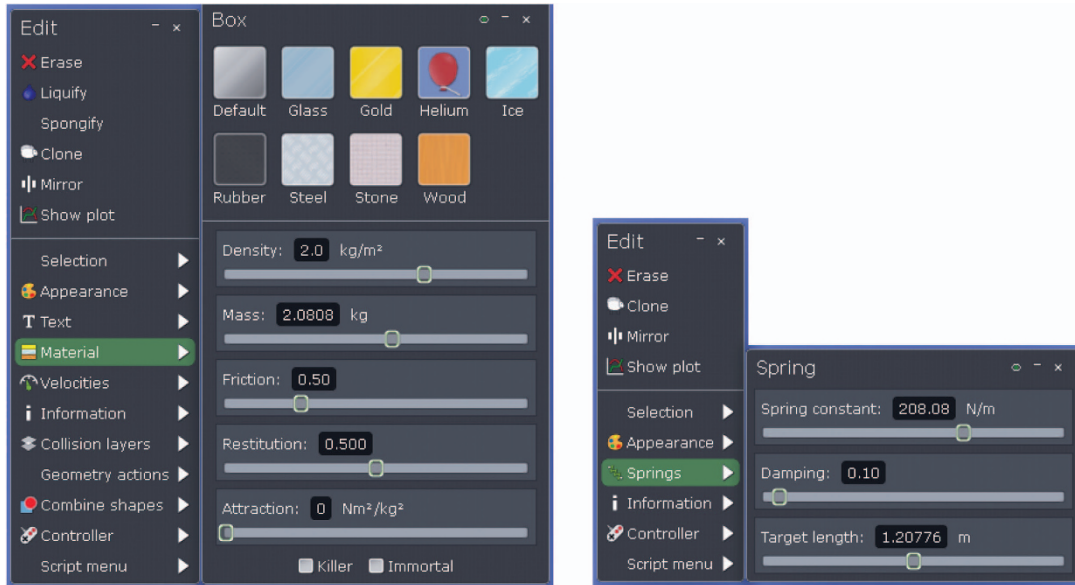 Edit
Erase
Liquify
Spongify
Clone
Mirror
Show plot
Selection
Appearance
Text
Material
Velocities
Information
Collision layers
Geometry actions
Combine shapes
Controller
Script menu
Box
Default Glass Gold Helium Ice
Rubber Steel Stone Wood
Density: 2.0 kg/m²
Mass: 2.0808 kg
Friction: 0.50
Restitution: 0.500
Attraction: 0 Nm²/kg²
Killer Immortal
Edit
Erase
Clone
Mirror
Show plot
Selection
Appearance
Springs
Information
Controller
Script menu
Spring
Spring constant: 208.08 N/m
Damping: 0.10
Target length: 1.20776 m